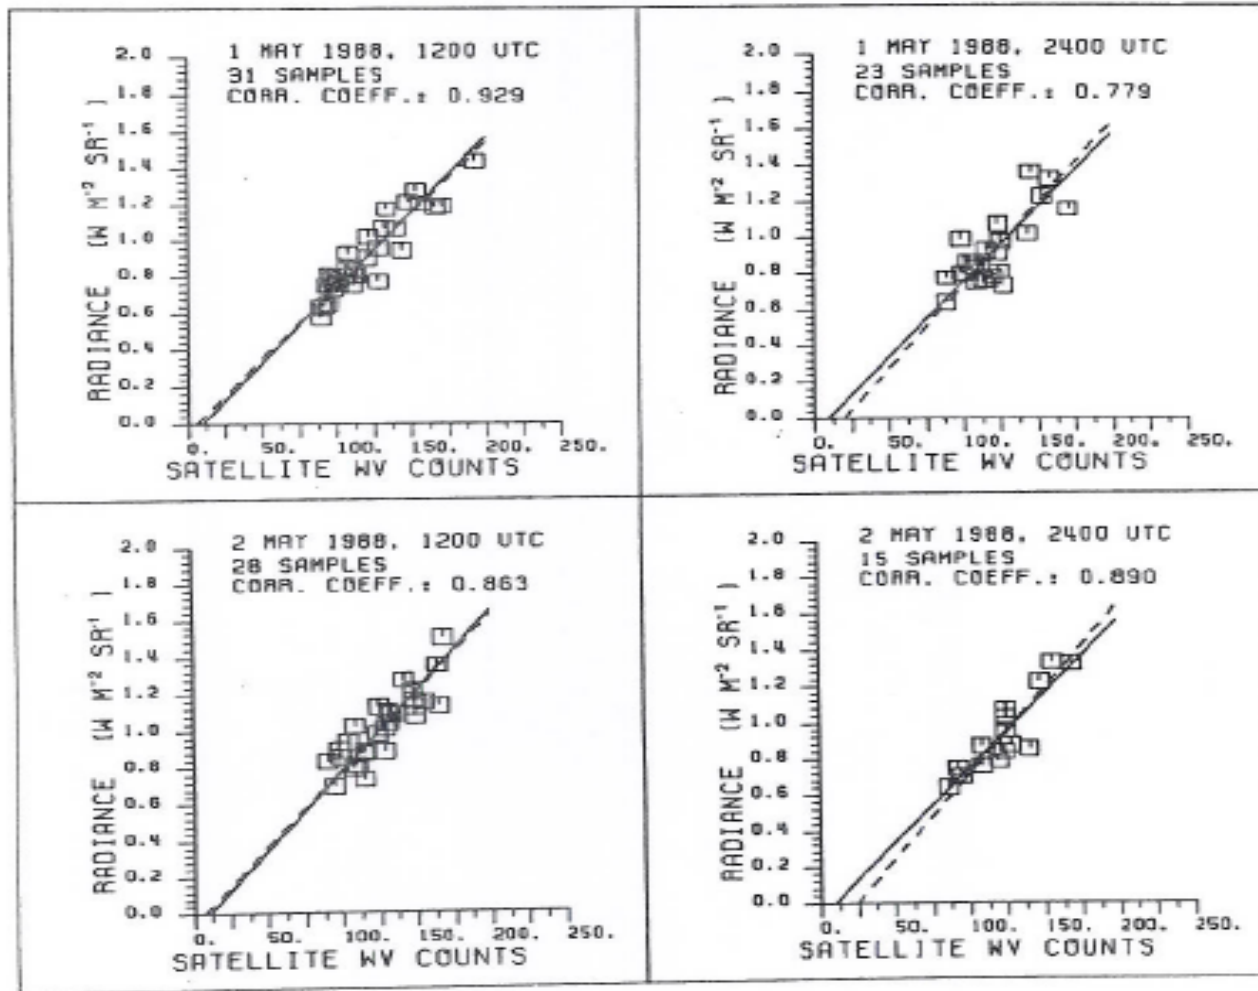 1 MAY 1988, 1200 UTC
31 SAMPLES
CORR. COEFF.: 0.929
2.0
1.8
1.6
1.4
1.2
1.0
0.8
0.6
0.4
0.2
0.0
RADIANCE (W M⁻² SR⁻¹)
0. 50. 100. 150. 200. 250.
SATELLITE WV COUNTS
1 MAY 1988, 2400 UTC
23 SAMPLES
CORR. COEFF.: 0.779
2.0
1.8
1.6
1.4
1.2
1.0
0.8
0.6
0.4
0.2
0.0
RADIANCE (W M⁻² SR⁻¹)
0. 50. 100. 150. 200. 250.
SATELLITE WV COUNTS
2 MAY 1988, 1200 UTC
28 SAMPLES
CORR. COEFF.: 0.863
2.0
1.8
1.6
1.4
1.2
1.0
0.8
0.6
0.4
0.2
0.0
RADIANCE (W M⁻² SR⁻¹)
0. 50. 100. 150. 200. 250.
SATELLITE WV COUNTS
2 MAY 1988, 2400 UTC
15 SAMPLES
CORR. COEFF.: 0.890
2.0
1.8
1.6
1.4
1.2
1.0
0.8
0.6
0.4
0.2
0.0
RADIANCE (W M⁻² SR⁻¹)
0. 50. 100. 150. 200. 250.
SATELLITE WV COUNTS